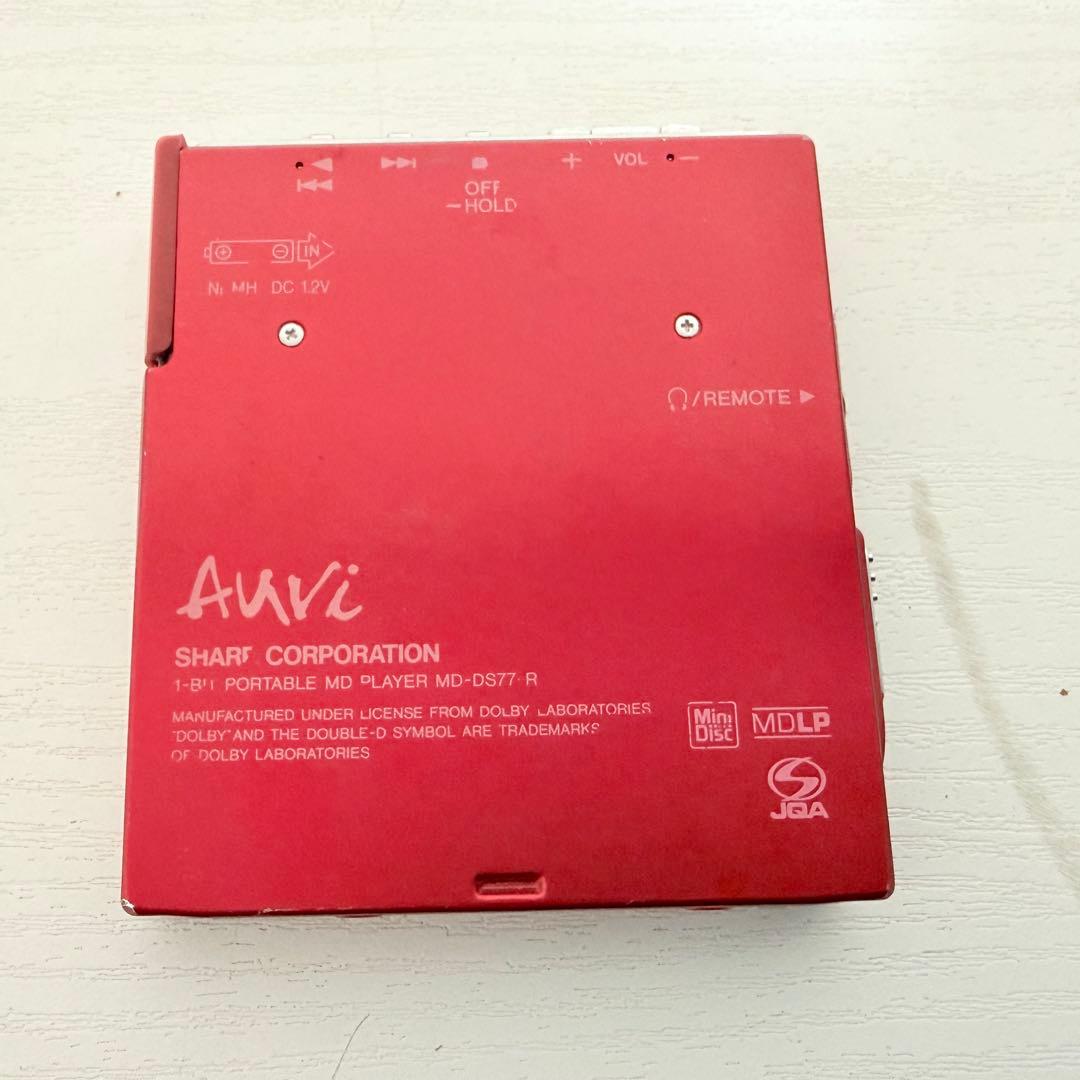 VOL
OFF
–HOLD
IN
Ni-MH DC 1.2V
/REMOTE
Auvi
SHARP CORPORATION
1-BIT PORTABLE MD PLAYER MD-DS77-R
MANUFACTURED UNDER LICENSE FROM DOLBY LABORATORIES
"DOLBY" AND THE DOUBLE-D SYMBOL ARE TRADEMARKS
OF DOLBY LABORATORIES
Mini
Disc
MDLP
JQA